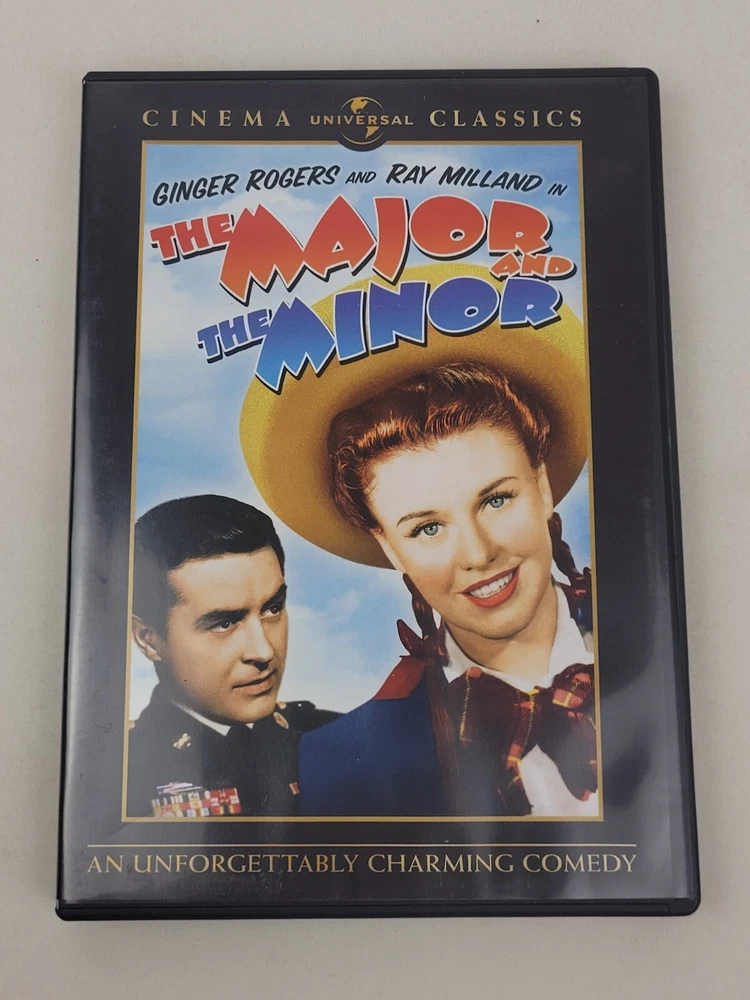 CINEMA UNIVERSAL CLASSICS
GINGER ROGERS AND RAY MILLAND IN
THE MAJOR
AND
THE MINOR
AN UNFORGETTABLY CHARMING COMEDY